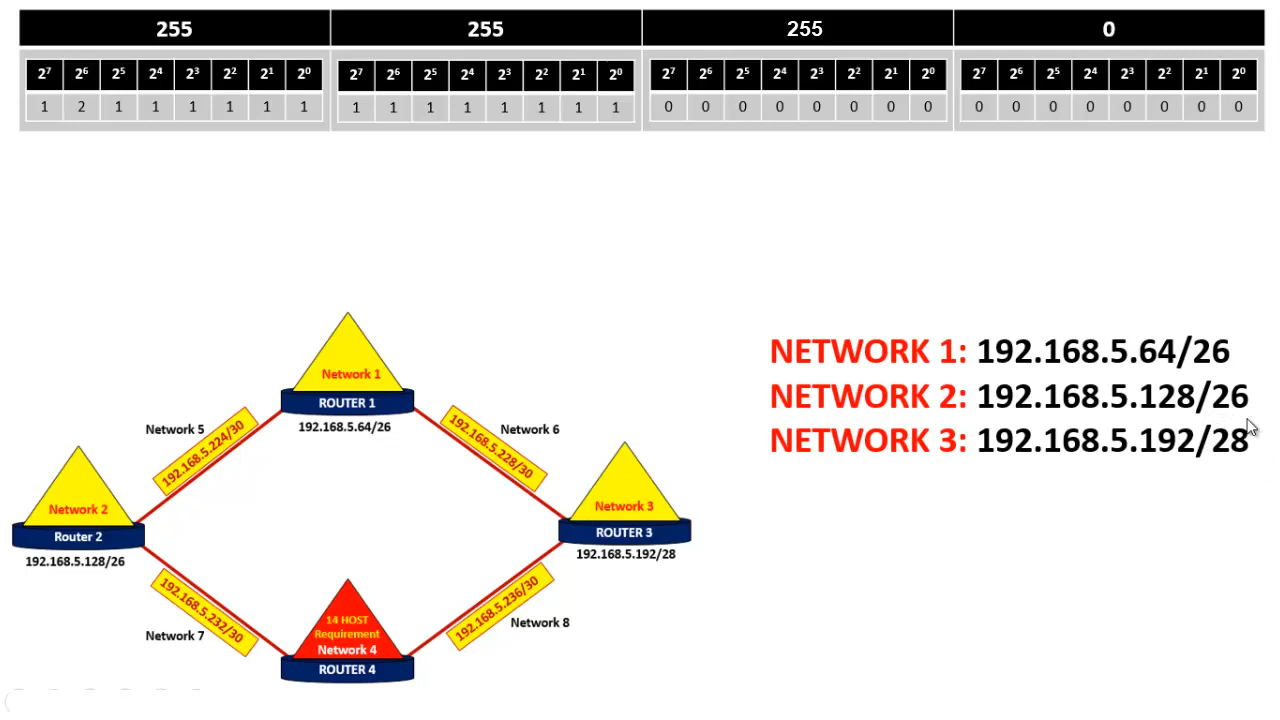 255 255 255 0
2⁷ 2⁶ 2⁵ 2⁴ 2³ 2² 2¹ 2⁰ 2⁷ 2⁶ 2⁵ 2⁴ 2³ 2² 2¹ 2⁰ 2⁷ 2⁶ 2⁵ 2⁴ 2³ 2² 2¹ 2⁰ 2⁷ 2⁶ 2⁵ 2⁴ 2³ 2² 2¹ 2⁰
1 2 1 1 1 1 1 1 1 1 1 1 1 1 1 1 0 0 0 0 0 0 0 0 0 0 0 0 0 0 0 0
Network 1
ROUTER 1
192.168.5.64/26
Network 5
192.168.5.224/30
192.168.5.228/30
Network 6
Network 2
Router 2
192.168.5.128/26
Network 3
ROUTER 3
192.168.5.192/28
192.168.5.232/30
Network 7
192.168.5.236/30
Network 8
14 HOST
Requirement
Network 4
ROUTER 4
NETWORK 1: 192.168.5.64/26
NETWORK 2: 192.168.5.128/26
NETWORK 3: 192.168.5.192/28